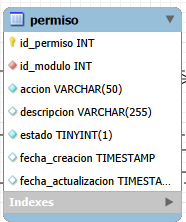 permiso
id_permiso INT
id_modulo INT
accion VARCHAR(50)
descripcion VARCHAR(255)
estado TINYINT(1)
fecha_creacion TIMESTAMP
fecha_actualizacion TIMESTA...
Indexes